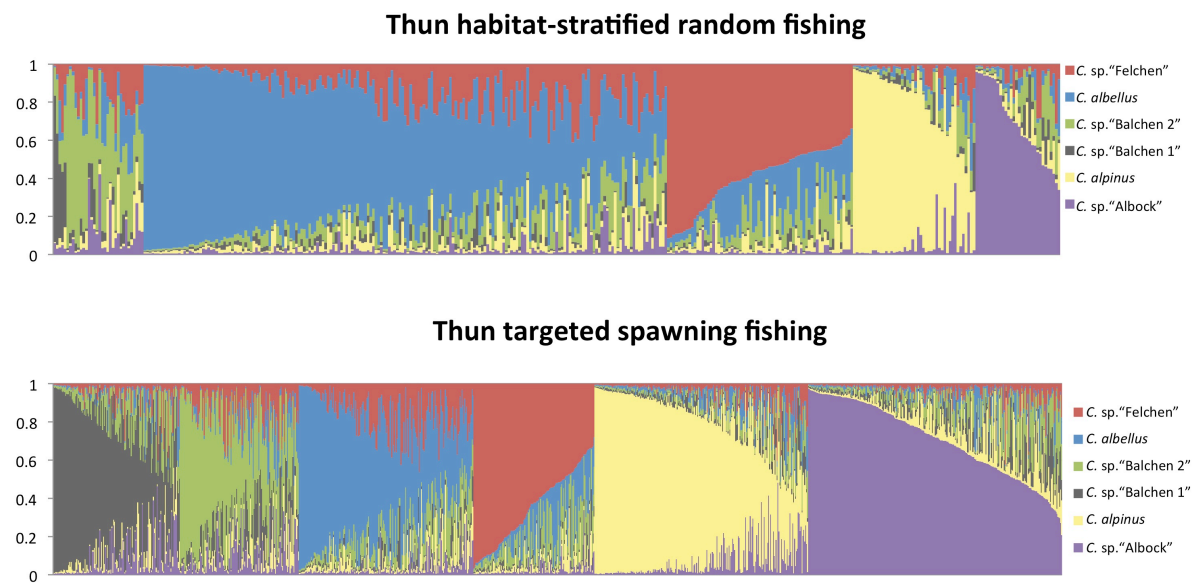 Thun habitat-stratified random fishing
1
0.8
0.6
0.4
0.2
0
C. sp.“Felchen”
C. albellus
C. sp.“Balchen 2”
C. sp.“Balchen 1”
C. alpinus
C. sp.“Albock”
Thun targeted spawning fishing
1
0.8
0.6
0.4
0.2
0
C. sp.“Felchen”
C. albellus
C. sp.“Balchen 2”
C. sp.“Balchen 1”
C. alpinus
C. sp.“Albock”